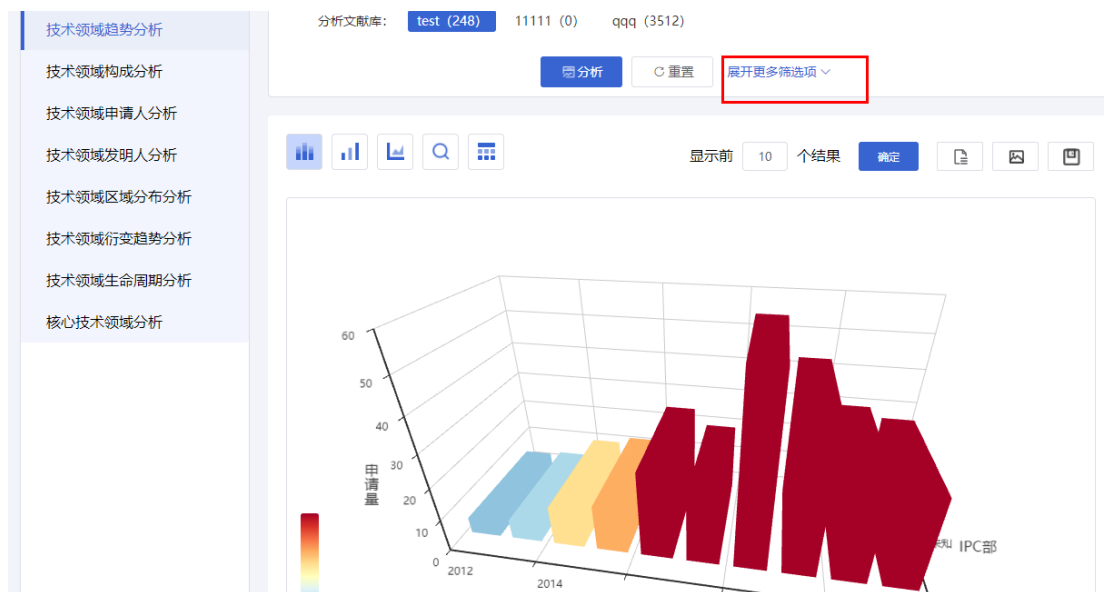 技术领域趋势分析
技术领域构成分析
技术领域申请人分析
技术领域发明人分析
技术领域区域分布分析
技术领域衍变趋势分析
技术领域生命周期分析
核心技术领域分析
分析文献库： test（248） 11111（0） qqq（3512）
分析 重置 展开更多筛选项
显示前 10 个结果 确定
60
50
40
30
20
10
0
申请量
2012
2014
IPC部